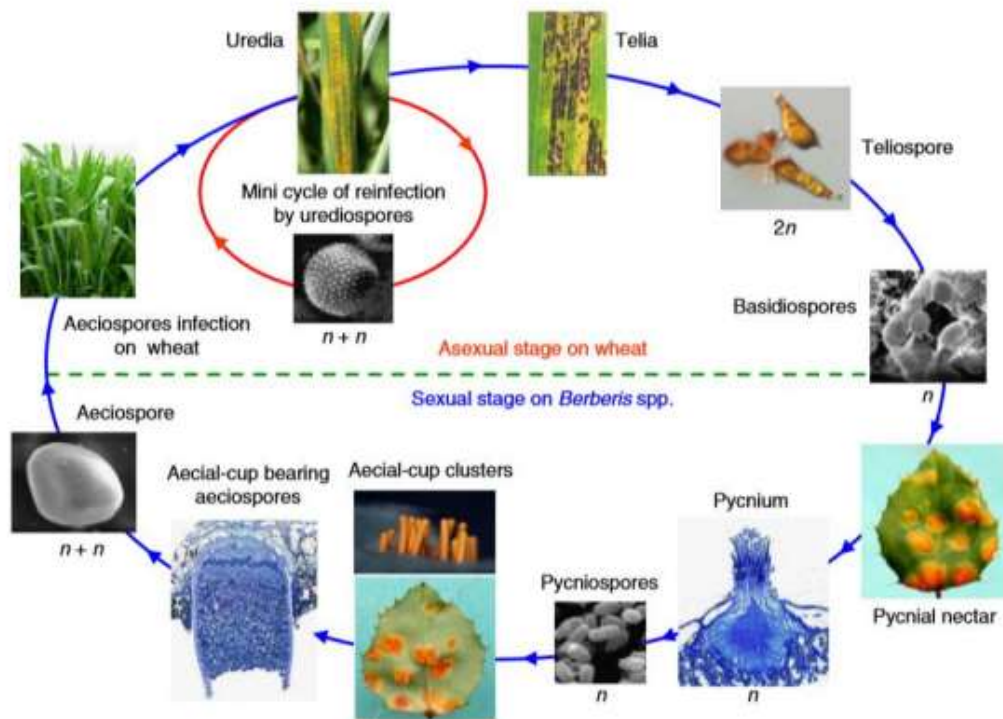 Uredia
Telia
Teliospore
2n
Mini cycle of reinfection
by urediospores
n + n
Basidiospores
n
Aeciospores infection
on wheat
Asexual stage on wheat
Sexual stage on Berberis spp.
Aeciospore
n + n
Aecial-cup bearing
aeciospores
Aecial-cup clusters
Pycniospores
n
Pycnium
n
Pycnial nectar